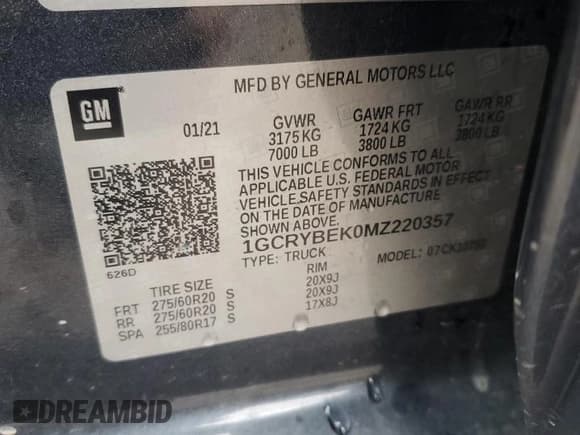 GM
MFD BY GENERAL MOTORS LLC
01/21
GVWR GAWR FRT GAWR RR
3175 KG 1724 KG 1724 KG
7000 LB 3800 LB 3800 LB
THIS VEHICLE CONFORMS TO ALL
APPLICABLE U.S. FEDERAL MOTOR
VEHICLE SAFETY STANDARDS IN EFFECT
ON THE DATE OF MANUFACTURE
SHOWN ABOVE.
1GCRYBEK0MZ220357
TYPE: TRUCK MODEL:
626D
TIRE SIZE RIM
FRT 275/60R20 S 20X9J
RR 275/60R20 S 20X9J
SPA 255/80R17 S 17X8J
DREAMBID